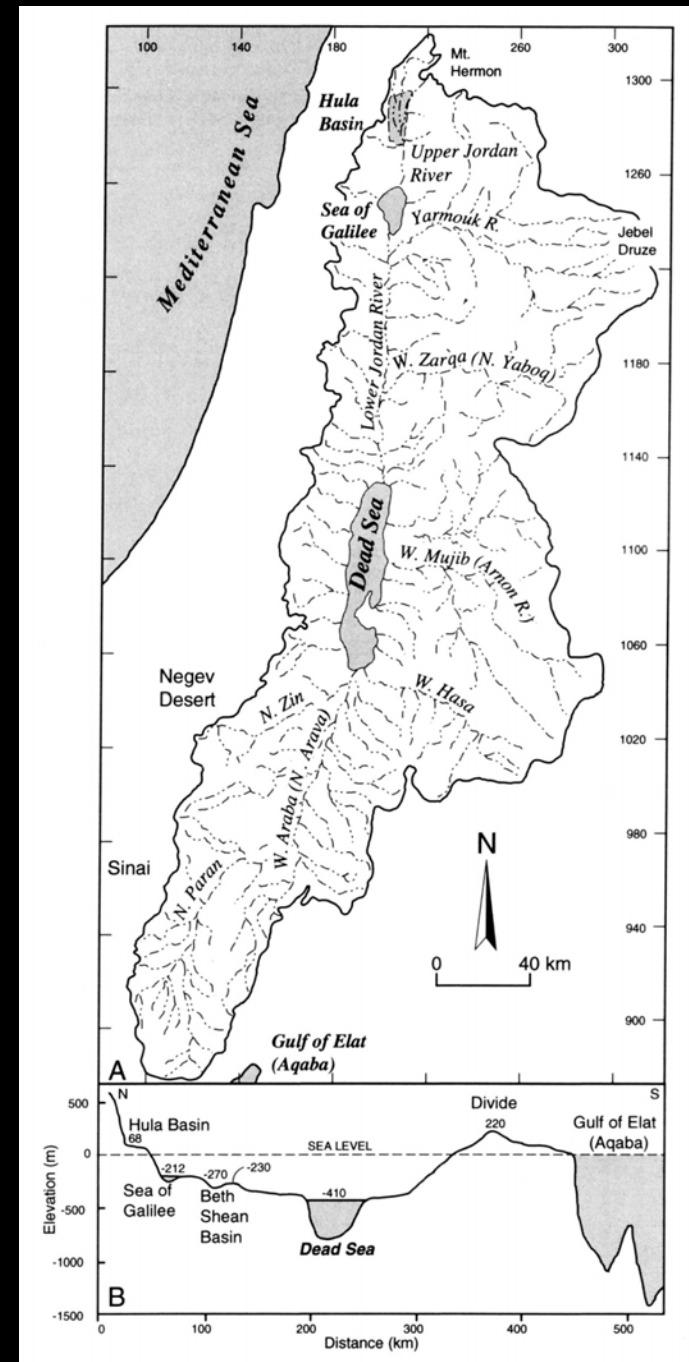 100 140 180 260 300
Mt.
Hermon
1300
Hula
Basin
Mediterranean Sea
Upper Jordan
River
1260
Sea of
Galilee
Yarmouk R.
Jebel
Druze
Lower Jordan River
W. Zarqa (N. Yaboq)
1180
1140
Dead Sea
W. Mujib (Arnon R.)
1100
1060
Negev
Desert
N. Zin
W. Hasa
W. Araba (N. Arava)
1020
980
N
Sinai
N. Paran
940
0 40 km
900
Gulf of Elat
(Aqaba)
A
N S
500
0
-500
-1000
-1500
Elevation (m)
Hula Basin
68
SEA LEVEL
Divide
220
Gulf of Elat
(Aqaba)
-212
Sea of
Galilee
-270
-230
Beth
Shean
Basin
-410
Dead Sea
B
0 100 200 300 400 500
Distance (km)